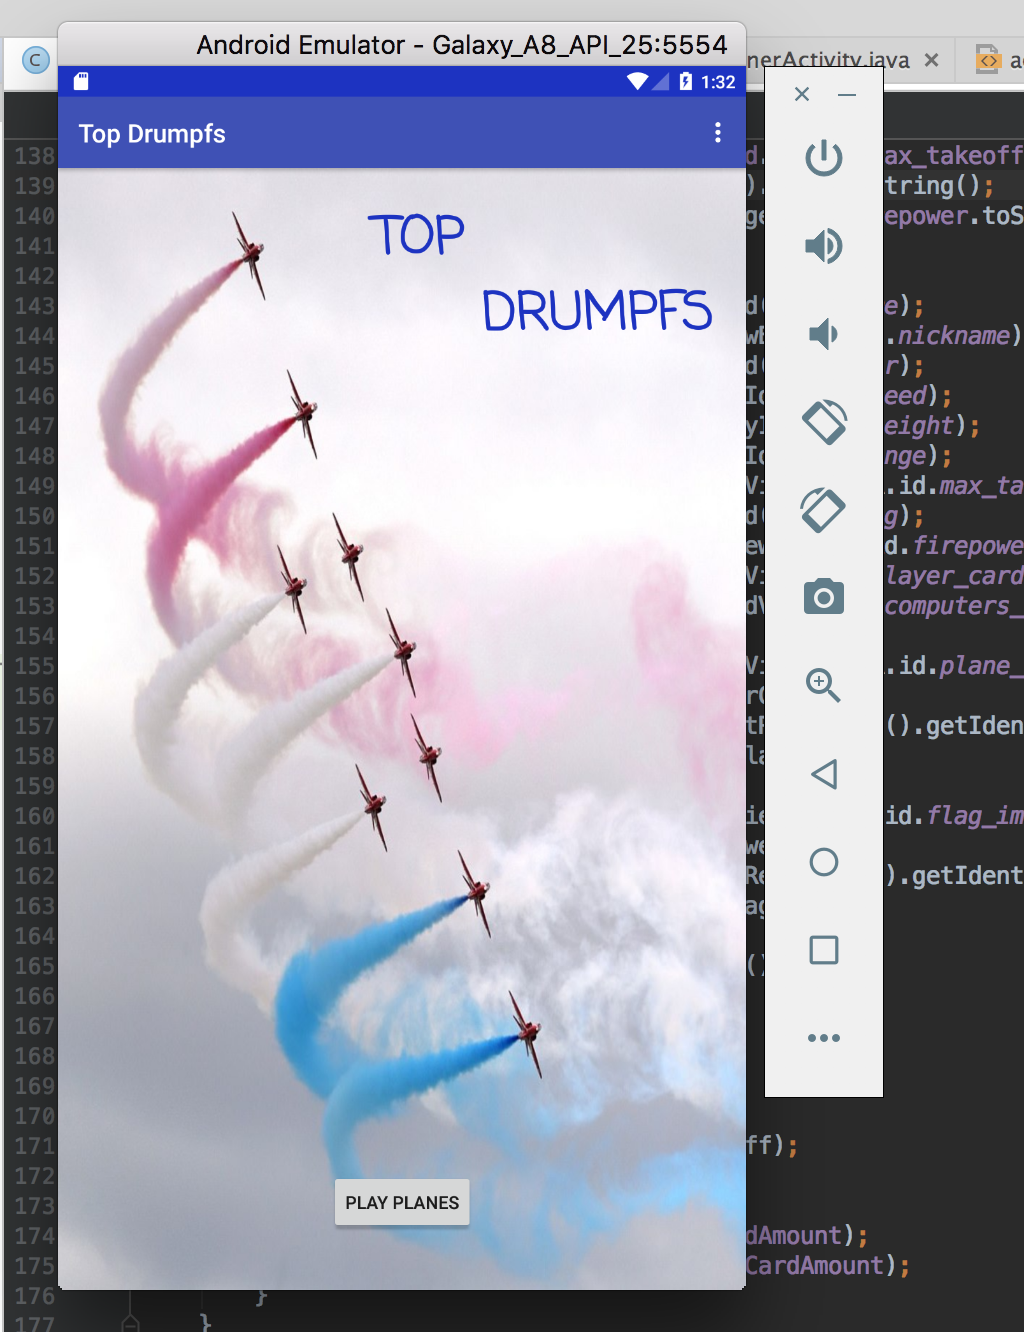 Android Emulator - Galaxy_A8_API_25:5554
C
nerActivity.java
1:32
Top Drumpfs
TOP
DRUMPFS
PLAY PLANES
138 d. ax_takeoff
139 ). tring();
140 ge epower.toS
141
142
143 d( e);
144 .nickname)
145 d( r);
146 eed);
147 eight);
148 nge);
149 .id.max_ta
150 d( g);
151 d.firepowe
152 layer_card
153 computers_
154
155 .id.plane_
156
157 ().getIden
158
159
160 id.flag_im
161
162 ).getIdent
163
164
165 ()
166
167
168
169
170
171 ff);
172
173
174 dAmount);
175 CardAmount);
176 }
177 }